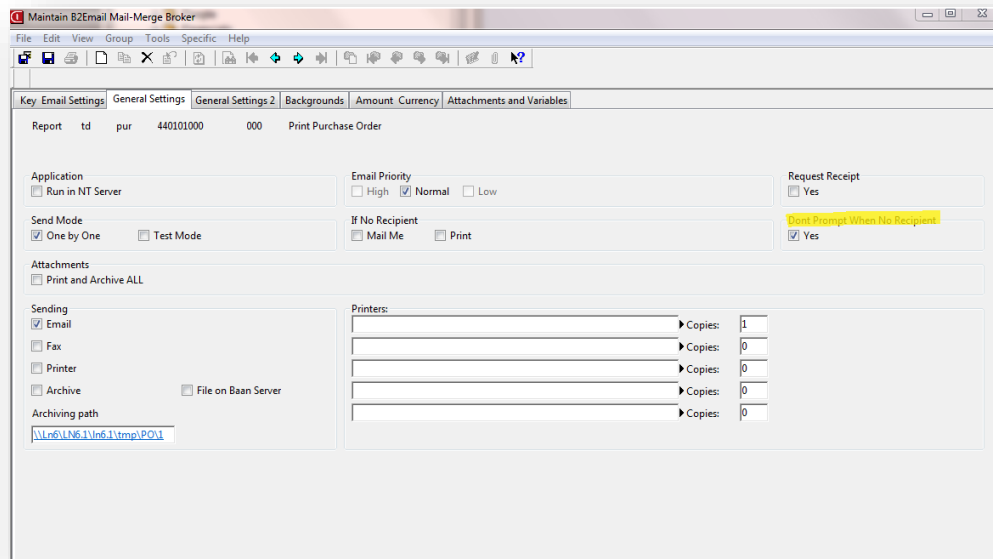 Maintain B2Email Mail-Merge Broker
File Edit View Group Tools Specific Help
Key Email Settings General Settings General Settings 2 Backgrounds Amount Currency Attachments and Variables
Report td pur 440101000 000 Print Purchase Order
Application Email Priority Request Receipt
Run in NT Server High Normal Low Yes
Send Mode If No Recipient Dont Prompt When No Recipient
One by One Test Mode Mail Me Print Yes
Attachments
Print and Archive ALL
Sending Printers:
Email Copies: 1
Fax Copies: 0
Printer Copies: 0
Archive File on Baan Server Copies: 0
Archiving path Copies: 0
\\Ln6\LN6.1\ln6.1\tmp\PO\1